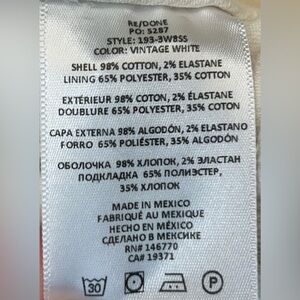 RE/DONE
PO: 5287
STYLE: 193-3W8SS
COLOR: VINTAGE WHITE
SHELL 98% COTTON, 2% ELASTANE
LINING 65% POLYESTER, 35% COTTON
EXTÉRIEUR 98% COTON, 2% ÉLASTANE
DOUBLURE 65% POLYESTER, 35% COTON
CAPA EXTERNA 98% ALGODÓN, 2% ELASTANO
FORRO 65% POLIÉSTER, 35% ALGODÓN
ОБОЛОЧКА 98% ХЛОПОК, 2% ЭЛАСТАН
ПОДКЛАДКА 65% ПОЛИЭСТЕР,
35% ХЛОПОК
MADE IN MÉXICO
FABRIQUÉ AU MEXIQUE
HECHO EN MÉXICO
СДЕЛАНО В МЕКСИКЕ
RN# 146770
CA# 19371
30
P